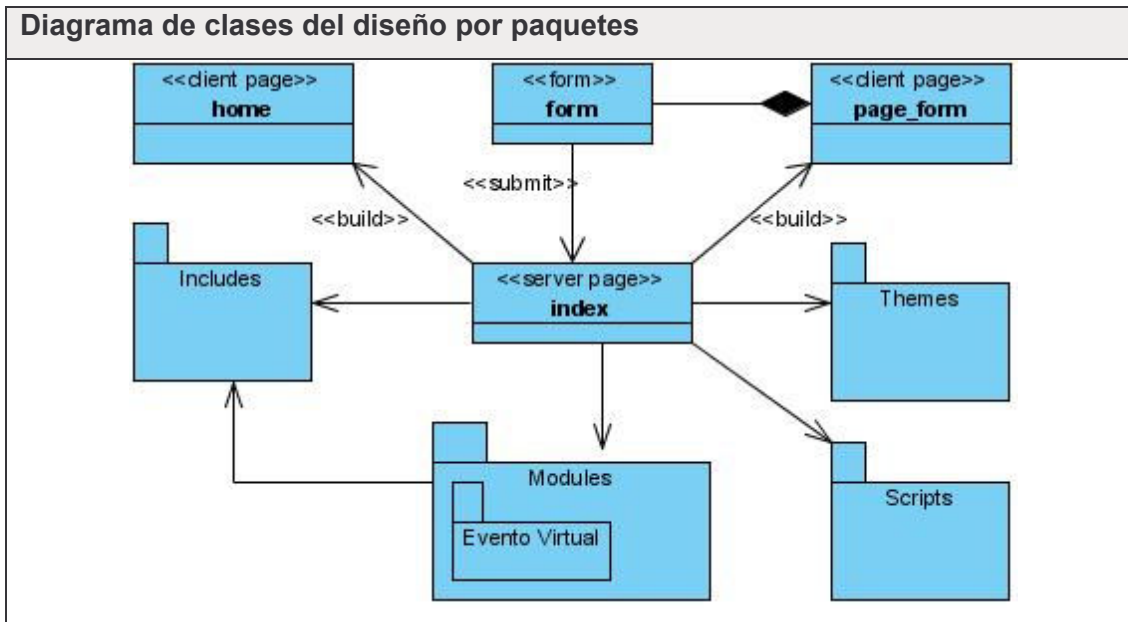 Diagrama de clases del diseño por paquetes
<<client page>>
home
<<form>>
form
<<client page>>
page_form
<<submit>>
<<build>>
<<build>>
Includes
<<server page>>
index
Themes
Modules
Evento Virtual
Scripts